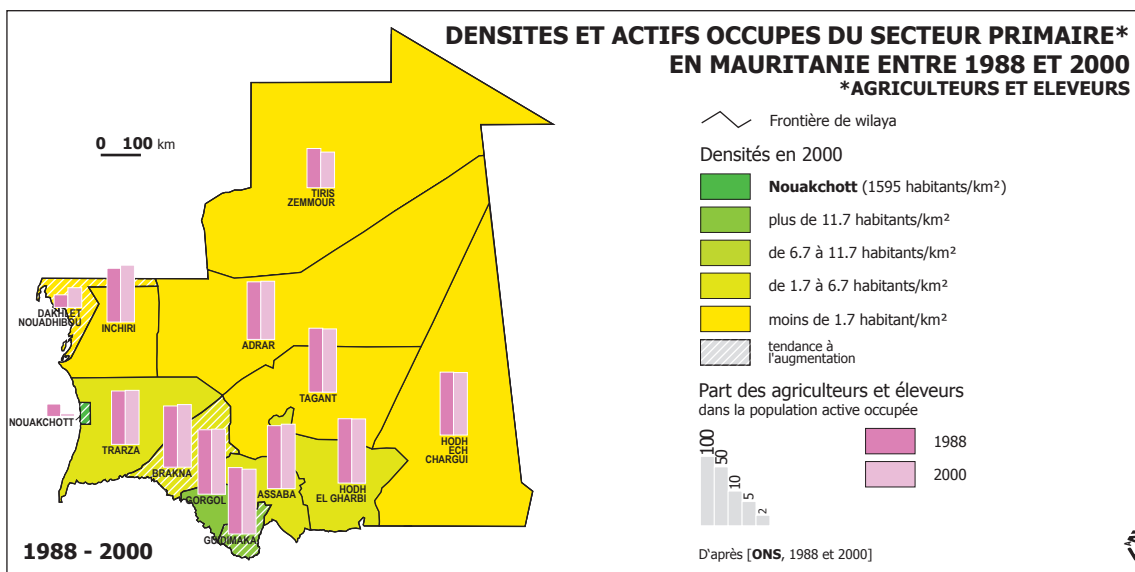 DENSITES ET ACTIFS OCCUPES DU SECTEUR PRIMAIRE*
EN MAURITANIE ENTRE 1988 ET 2000
*AGRICULTEURS ET ELEVEURS
0 100 km
Frontière de wilaya
Densités en 2000
Nouakchott (1595 habitants/km²)
plus de 11.7 habitants/km²
de 6.7 à 11.7 habitants/km²
de 1.7 à 6.7 habitants/km²
moins de 1.7 habitant/km²
tendance à
l'augmentation
Part des agriculteurs et éleveurs
dans la population active occupée
100
50
10
5
2
1988
2000
D'après [ONS, 1988 et 2000]
TIRIS
ZEMMOUR
DAKHLET
NOUADHIBOU
INCHIRI
ADRAR
TAGANT
NOUAKCHOTT
TRARZA
BRAKNA
GORGOL
ASSABA
HODH
EL GHARBI
HODH
ECH
CHARGUI
GUIDIMAKA
1988 - 2000